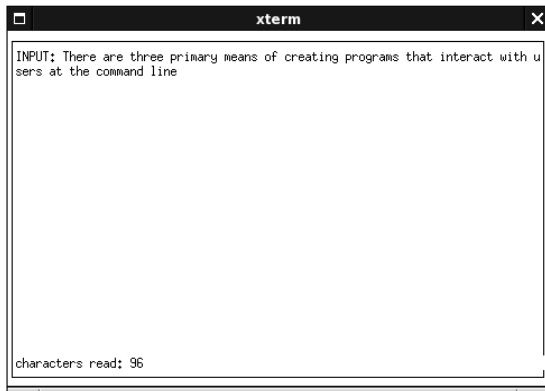 xterm
INPUT: There are three primary means of creating programs that interact with u
sers at the command line
characters read: 96